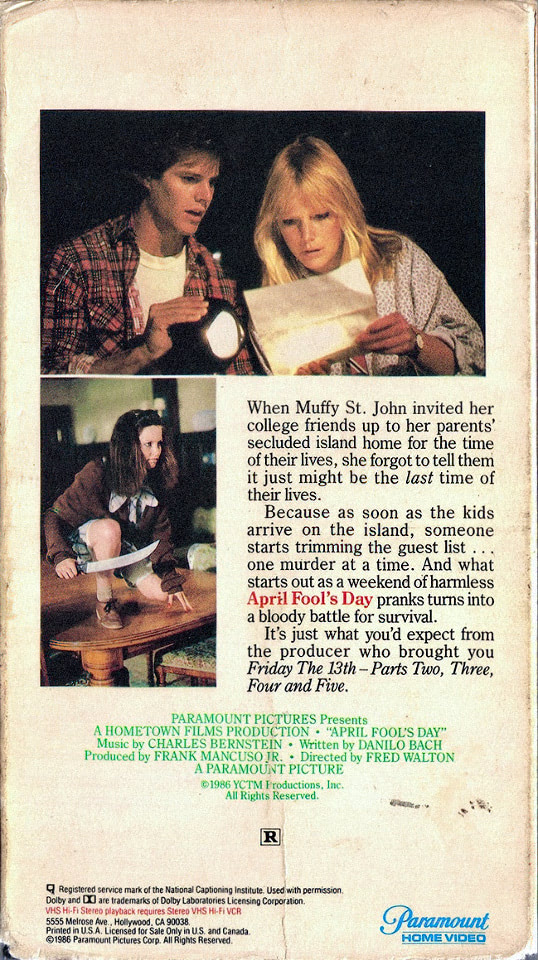 When Muffy St. John invited her
college friends up to her parents'
secluded island home for the time
of their lives, she forgot to tell them
it just might be the last time of
their lives.
Because as soon as the kids
arrive on the island, someone
starts trimming the guest list . . .
one murder at a time. And what
starts out as a weekend of harmless
April Fool's Day pranks turns into
a bloody battle for survival.
It's just what you'd expect from
the producer who brought you
Friday The 13th – Parts Two, Three,
Four and Five.
PARAMOUNT PICTURES Presents
A HOMETOWN FILMS PRODUCTION • "APRIL FOOL'S DAY"
Music by CHARLES BERNSTEIN • Written by DANILO BACH
Produced by FRANK MANCUSO JR. • Directed by FRED WALTON
A PARAMOUNT PICTURE
©1986 YCTM Productions, Inc.
All Rights Reserved.
R
Registered service mark of the National Captioning Institute. Used with permission.
Dolby and DD are trademarks of Dolby Laboratories Licensing Corporation.
VHS Hi-Fi Stereo playback requires Stereo VHS Hi-Fi VCR
5555 Melrose Ave., Hollywood, CA 90038.
Printed in U.S.A. Licensed for Sale Only in U.S. and Canada.
©1986 Paramount Pictures Corp. All Rights Reserved.
Paramount
HOME VIDEO